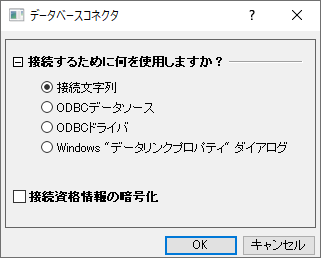 データベースコネクタ
接続するために何を使用しますか？
接続文字列
ODBCデータソース
ODBCドライバ
Windows "データリンクプロパティ" ダイアログ
接続資格情報の暗号化
OK
キャンセル